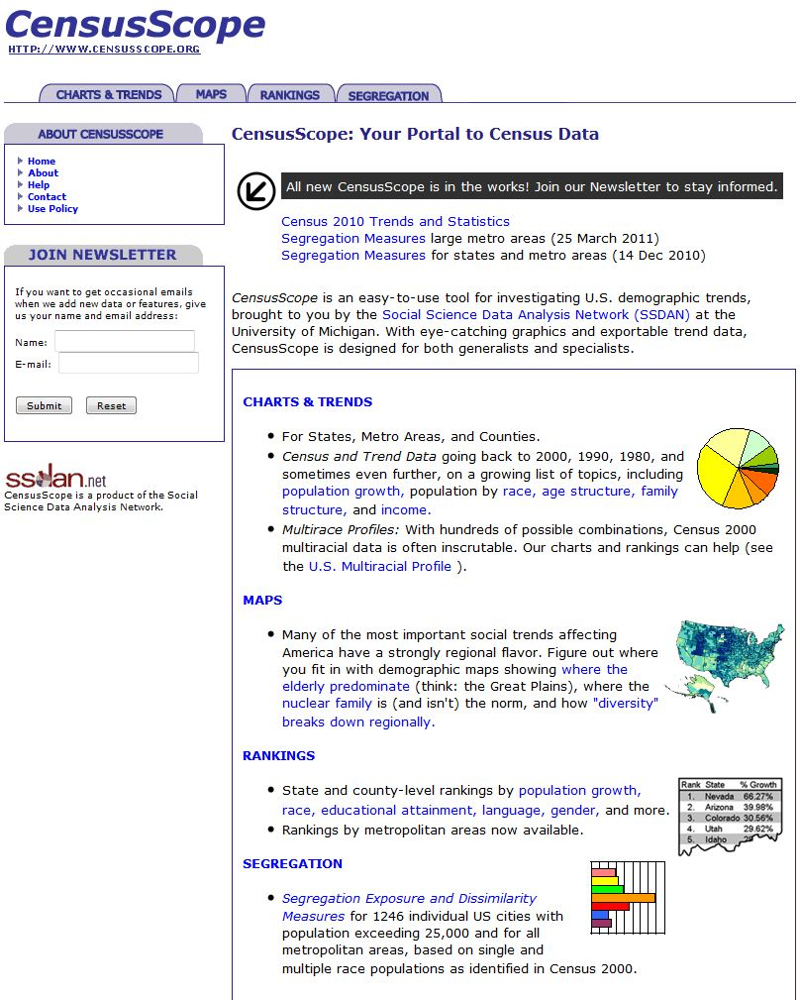 CensusScope
HTTP://WWW.CENSUSSCOPE.ORG
CHARTS & TRENDS
MAPS
RANKINGS
SEGREGATION
ABOUT CENSUSSCOPE
Home
About
Help
Contact
Use Policy
JOIN NEWSLETTER
If you want to get occasional emails
when we add new data or features, give
us your name and email address:
Name:
E-mail:
Submit
Reset
ssdan.net
CensusScope is a product of the Social
Science Data Analysis Network.
CensusScope: Your Portal to Census Data
All new CensusScope is in the works! Join our Newsletter to stay informed.
Census 2010 Trends and Statistics
Segregation Measures large metro areas (25 March 2011)
Segregation Measures for states and metro areas (14 Dec 2010)
CensusScope is an easy-to-use tool for investigating U.S. demographic trends,
brought to you by the Social Science Data Analysis Network (SSDAN) at the
University of Michigan. With eye-catching graphics and exportable trend data,
CensusScope is designed for both generalists and specialists.
CHARTS & TRENDS
For States, Metro Areas, and Counties.
Census and Trend Data going back to 2000, 1990, 1980, and
sometimes even further, on a growing list of topics, including
population growth, population by race, age structure, family
structure, and income.
Multirace Profiles: With hundreds of possible combinations, Census 2000
multiracial data is often inscrutable. Our charts and rankings can help (see
the U.S. Multiracial Profile ).
MAPS
Many of the most important social trends affecting
America have a strongly regional flavor. Figure out where
you fit in with demographic maps showing where the
elderly predominate (think: the Great Plains), where the
nuclear family is (and isn't) the norm, and how "diversity"
breaks down regionally.
RANKINGS
State and county-level rankings by population growth,
race, educational attainment, language, gender, and more.
Rankings by metropolitan areas now available.
Rank State % Growth
1. Nevada 66.27%
2. Arizona 39.98%
3. Colorado 30.56%
4. Utah 29.62%
5. Idaho
SEGREGATION
Segregation Exposure and Dissimilarity
Measures for 1246 individual US cities with
population exceeding 25,000 and for all
metropolitan areas, based on single and
multiple race populations as identified in Census 2000.